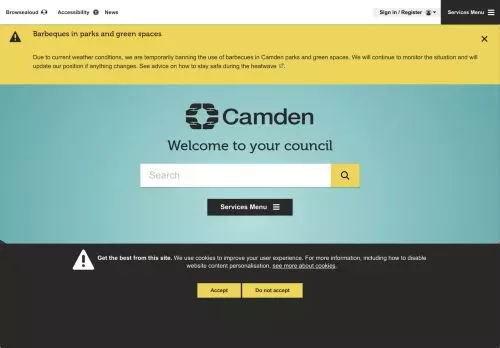 Browsealoud
Accessibility
News
Sign in / Register
Services Menu
Barbeques in parks and green spaces
Due to current weather conditions, we are temporarily banning the use of barbecues in Camden parks and green spaces. We will continue to monitor the situation and will
update our position if anything changes. See advice on how to stay safe during the heatwave.
Camden
Welcome to your council
Search
Services Menu
Get the best from this site. We use cookies to improve your user experience. For more information, including how to disable
website content personalisation, see more about cookies.
Accept
Do not accept